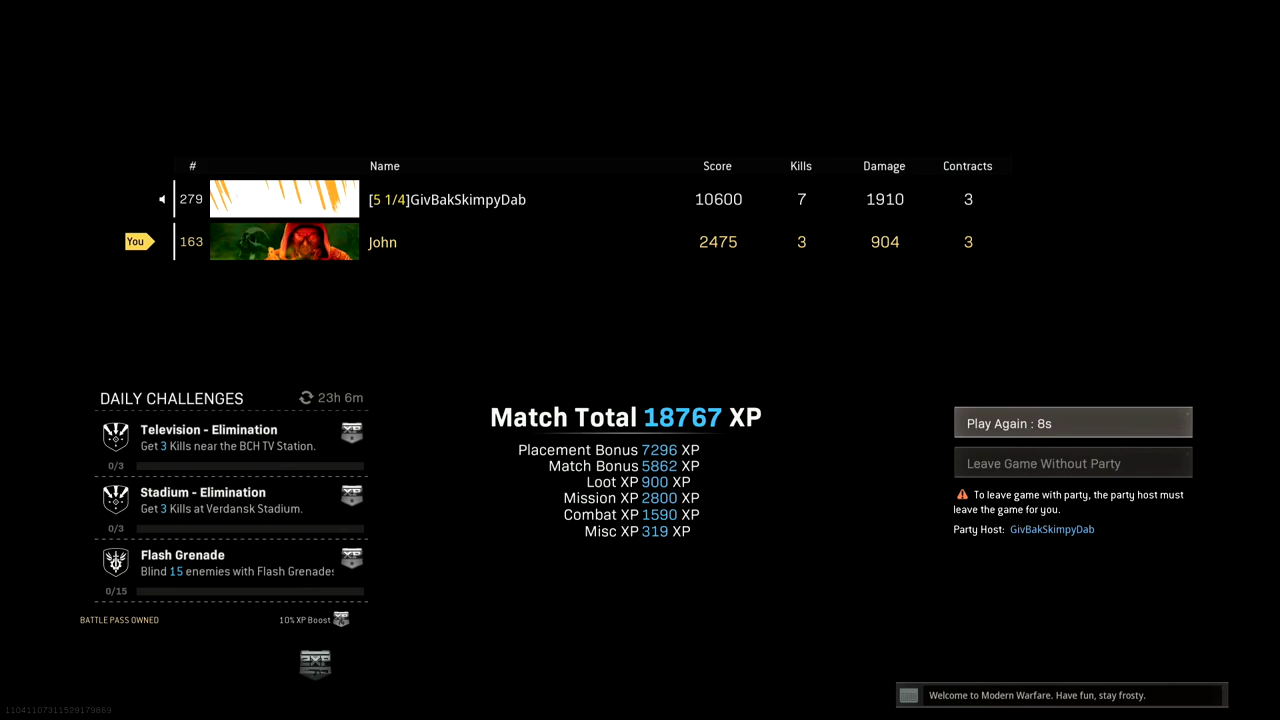 # Name Score Kills Damage Contracts
279 [5 1/4]GivBakSkimpyDab 10600 7 1910 3
You 163 John 2475 3 904 3
DAILY CHALLENGES 23h 6m
Television - Elimination
Get 3 Kills near the BCH TV Station.
0/3
XP
Stadium - Elimination
Get 3 Kills at Verdansk Stadium.
0/3
XP
Flash Grenade
Blind 15 enemies with Flash Grenades
0/15
XP
BATTLE PASS OWNED 10% XP Boost
2XP
Match Total 18767 XP
Placement Bonus 7296 XP
Match Bonus 5862 XP
Loot XP 900 XP
Mission XP 2800 XP
Combat XP 1590 XP
Misc XP 319 XP
Play Again : 8s
Leave Game Without Party
To leave game with party, the party host must
leave the game for you.
Party Host: GivBakSkimpyDab
Welcome to Modern Warfare. Have fun, stay frosty.
11041107311529179869